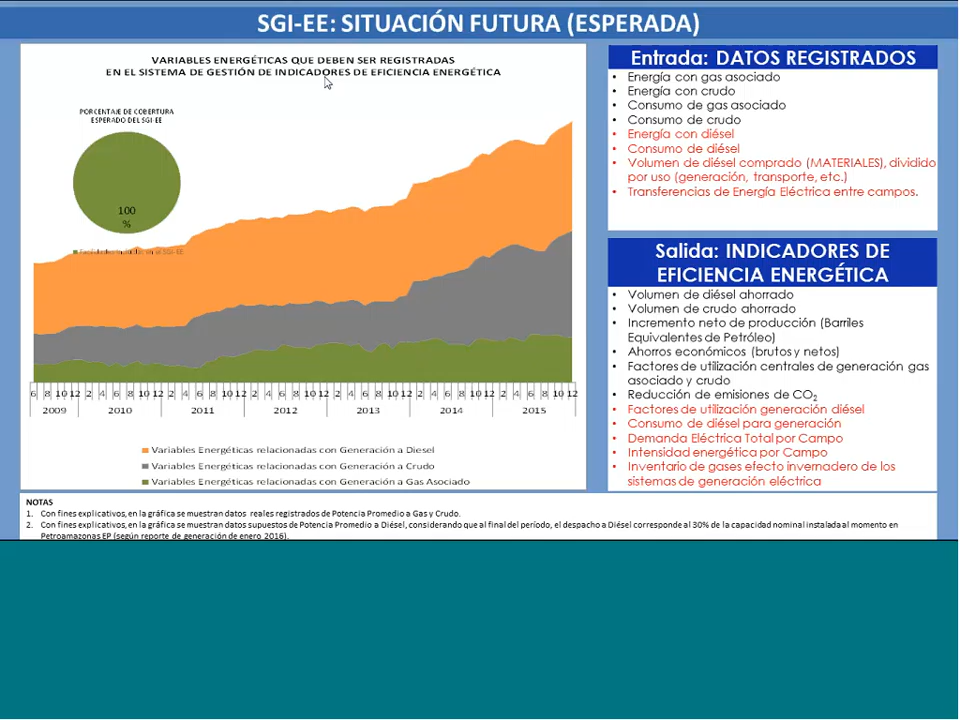 SGI-EE: SITUACIÓN FUTURA (ESPERADA)
VARIABLES ENERGÉTICAS QUE DEBEN SER REGISTRADAS
EN EL SISTEMA DE GESTIÓN DE INDICADORES DE EFICIENCIA ENERGÉTICA
PORCENTAJE DE COBERTURA
ESPERADO DEL SGI-EE
100
%
6 8 10 12 2 4 6 8 10 12 2 4 6 8 10 12 2 4 6 8 10 12 2 4 6 8 10 12 2 4 6 8 10 12 2 4 6 8 10 12
2009 2010 2011 2012 2013 2014 2015
Variables Energéticas relacionadas con Generación a Diesel
Variables Energéticas relacionadas con Generación a Crudo
Variables Energéticas relacionadas con Generación a Gas Asociado
Entrada: DATOS REGISTRADOS
• Energía con gas asociado
• Energía con crudo
• Consumo de gas asociado
• Consumo de crudo
• Energía con diésel
• Consumo de diésel
• Volumen de diésel comprado (MATERIALES), dividido
por uso (generación, transporte, etc.)
• Transferencias de Energía Eléctrica entre campos.
Salida: INDICADORES DE
EFICIENCIA ENERGÉTICA
• Volumen de diésel ahorrado
• Volumen de crudo ahorrado
• Incremento neto de producción (Barriles
Equivalentes de Petróleo)
• Ahorros económicos (brutos y netos)
• Factores de utilización centrales de generación gas
asociado y crudo
• Reducción de emisiones de CO₂
• Factores de utilización generación diésel
• Consumo de diésel para generación
• Demanda Eléctrica Total por Campo
• Intensidad energética por Campo
• Inventario de gases efecto invernadero de los
sistemas de generación eléctrica
NOTAS
1. Con fines explicativos, en la gráfica se muestran datos reales registrados de Potencia Promedio a Gas y Crudo.
2. Con fines explicativos, en la gráfica se muestran datos supuestos de Potencia Promedio a Diésel, considerando que al final del período, el despacho a Diésel corresponde al 30% de la capacidad nominal instalada al momento en
Petroamazonas EP (según reporte de generación de enero 2016).